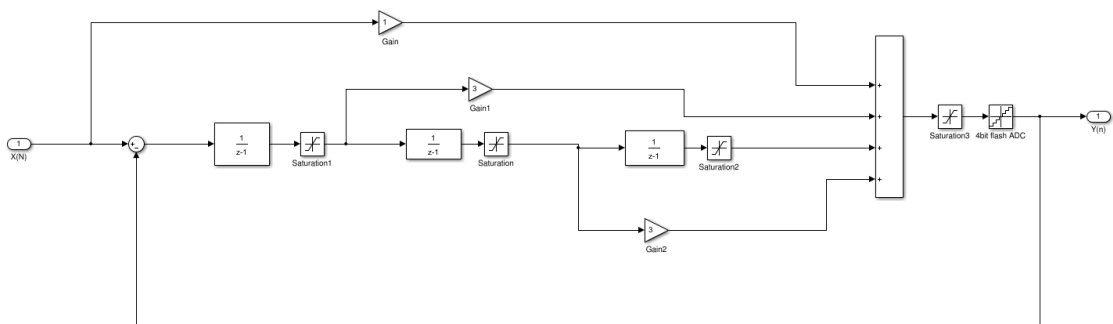 1
Gain
3
Gain1
1
X(N)
+
-
1
z-1
Saturation1
1
z-1
Saturation
1
z-1
Saturation2
3
Gain2
+
+
+
+
Saturation3
4bit flash ADC
1
Y(n)